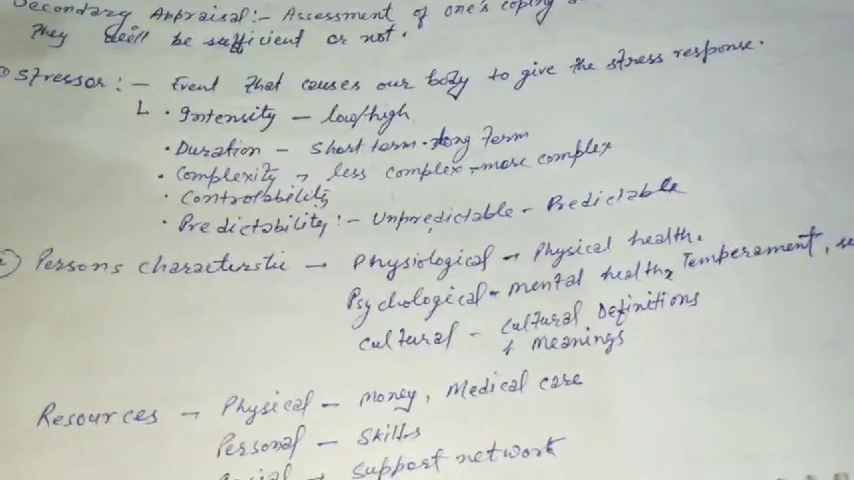 Secondary Appraisal:- Assessment of one's coping
They will be sufficient or not.
Stressor :- Event that causes our body to give the stress response.
L • Intensity - low/high
• Duration - short term - long term
• Complexity → less complex - more complex
• Controlability
• Predictability :- Unpredictable - Predictable
Persons characterstic → Physiological → Physical health.
Psychological - mental health, Temperament,
Cultural - Cultural Definitions
+ meanings
Resources → Physical - money, Medical care
Personal - Skills
Social → Support network